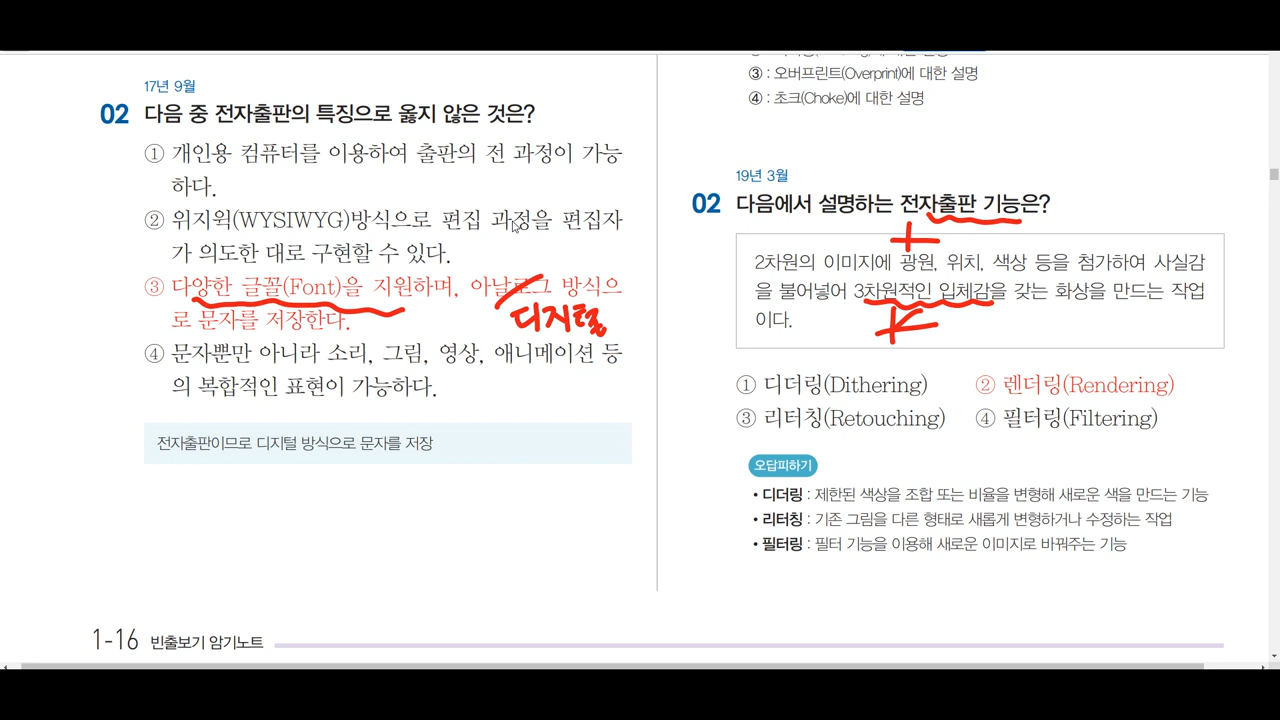 17년 9월
02 다음 중 전자출판의 특징으로 옳지 않은 것은?
① 개인용 컴퓨터를 이용하여 출판의 전 과정이 가능
하다.
② 위지윅(WYSIWYG)방식으로 편집 과정을 편집자
가 의도한 대로 구현할 수 있다.
③ 다양한 글꼴(Font)을 지원하며, 아날로그 방식으
로 문자를 저장한다.
디지털
④ 문자뿐만 아니라 소리, 그림, 영상, 애니메이션 등
의 복합적인 표현이 가능하다.
전자출판이므로 디지털 방식으로 문자를 저장
③ : 오버프린트(Overprint)에 대한 설명
④ : 초크(Choke)에 대한 설명
19년 3월
02 다음에서 설명하는 전자출판 기능은?
2차원의 이미지에 광원, 위치, 색상 등을 첨가하여 사실감
을 불어넣어 3차원적인 입체감을 갖는 화상을 만드는 작업
이다.
① 디더링(Dithering) ② 렌더링(Rendering)
③ 리터칭(Retouching) ④ 필터링(Filtering)
오답피하기
• 디더링 : 제한된 색상을 조합 또는 비율을 변형해 새로운 색을 만드는 기능
• 리터칭 : 기존 그림을 다른 형태로 새롭게 변형하거나 수정하는 작업
• 필터링 : 필터 기능을 이용해 새로운 이미지로 바꿔주는 기능
1-16 빈출보기 암기노트